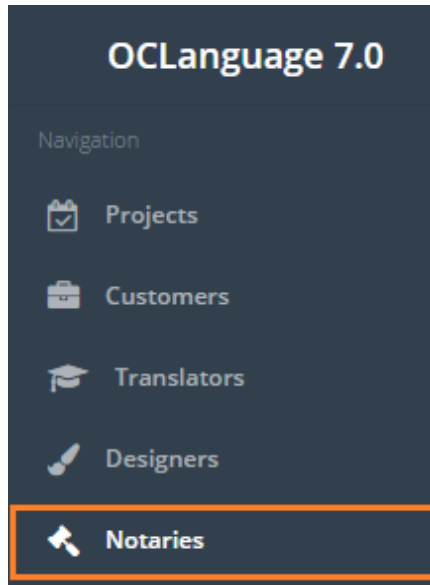 OCLanguage 7.0
Navigation
Projects
Customers
Translators
Designers
Notaries